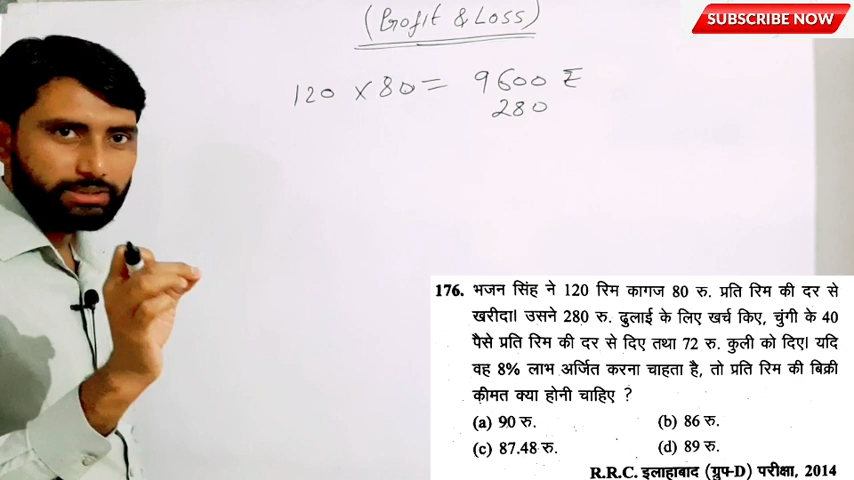 SUBSCRIBE NOW
(Profit & Loss)
120 × 80 = 9600 ₹
280
176. भजन सिंह ने 120 रिम कागज 80 रु. प्रति रिम की दर से
खरीदा। उसने 280 रु. ढुलाई के लिए खर्च किए, चुंगी के 40
पैसे प्रति रिम की दर से दिए तथा 72 रु. कुली को दिए। यदि
वह 8% लाभ अर्जित करना चाहता है, तो प्रति रिम की बिक्री
कीमत क्या होनी चाहिए ?
(a) 90 रु. (b) 86 रु.
(c) 87.48 रु. (d) 89 रु.
R.R.C. इलाहाबाद (ग्रुप-D) परीक्षा, 2014